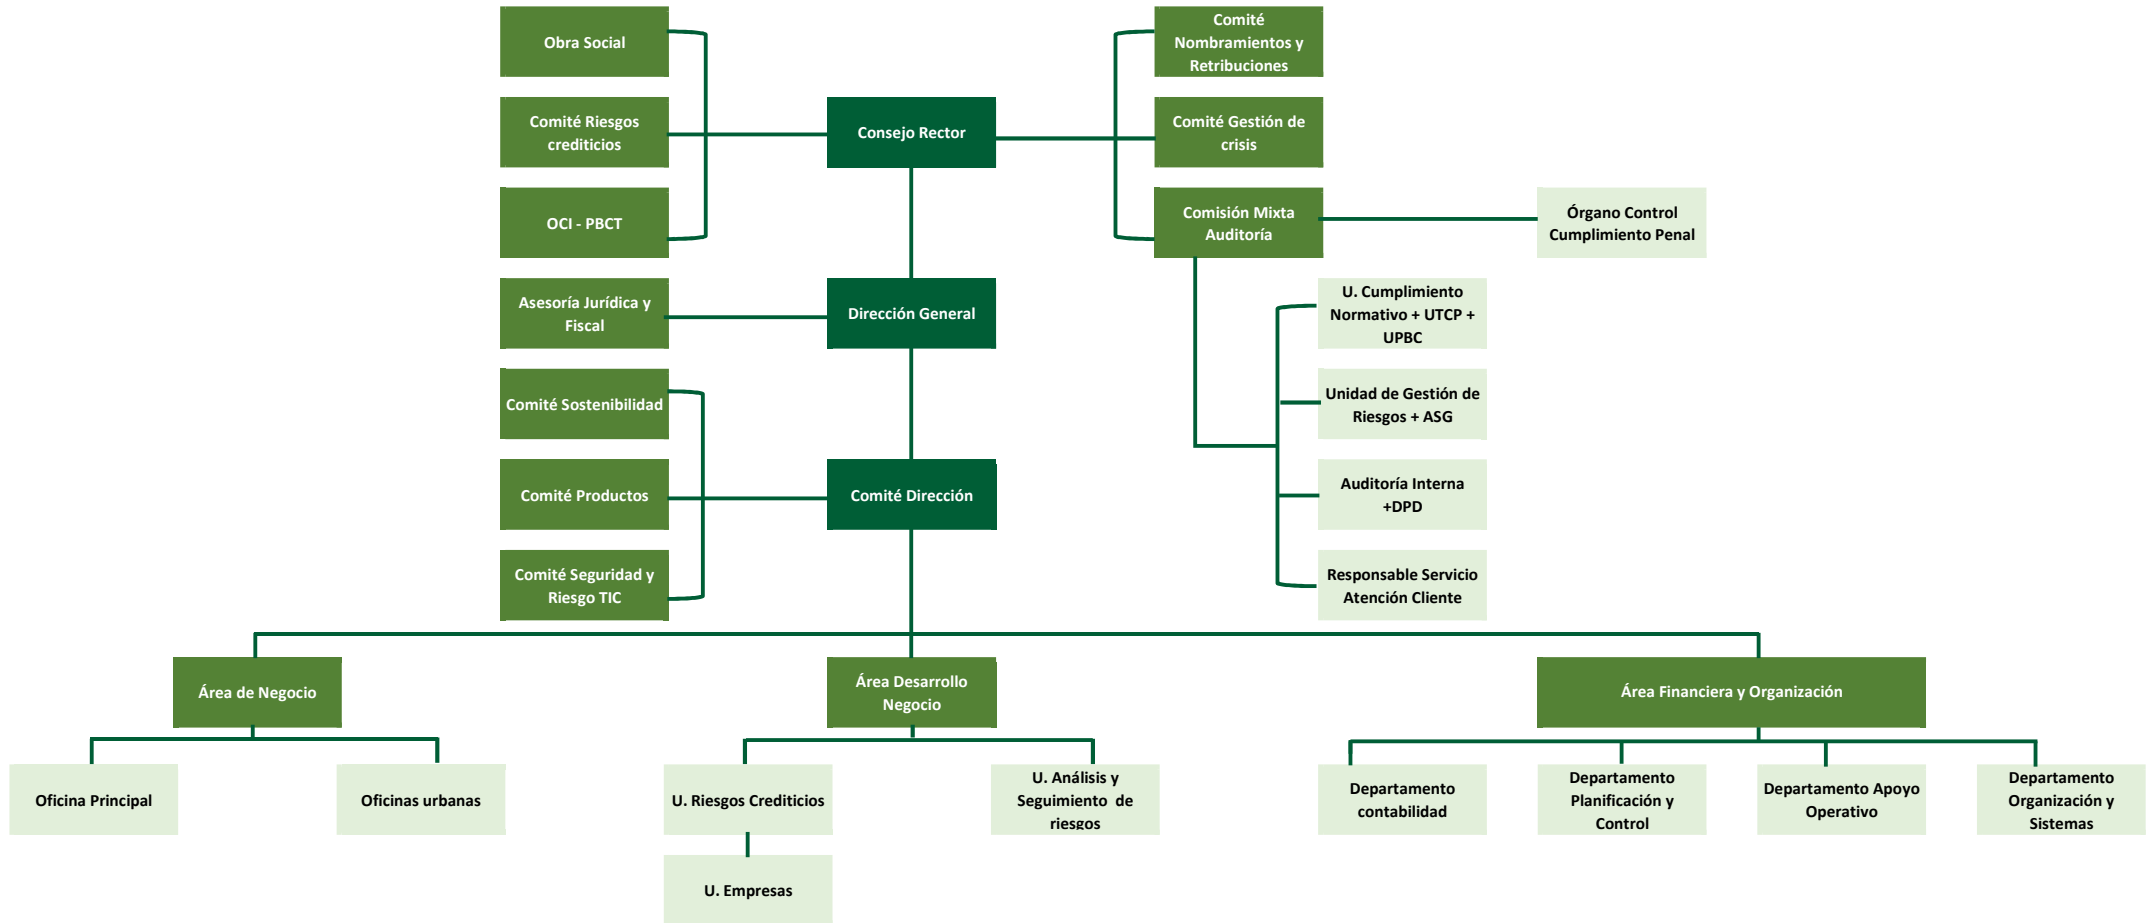 Obra Social
Comité
Nombramientos y
Retribuciones
Comité Riesgos
crediticios
Consejo Rector
Comité Gestión de
crisis
OCI - PBCT
Comisión Mixta
Auditoría
Órgano Control
Cumplimiento Penal
Asesoría Jurídica y
Fiscal
Dirección General
U. Cumplimiento
Normativo + UTCP +
UPBC
Comité Sostenibilidad
Unidad de Gestión de
Riesgos + ASG
Comité Productos
Comité Dirección
Auditoría Interna
+DPD
Comité Seguridad y
Riesgo TIC
Responsable Servicio
Atención Cliente
Área de Negocio
Área Desarrollo
Negocio
Área Financiera y Organización
Oficina Principal
Oficinas urbanas
U. Riesgos Crediticios
U. Análisis y
Seguimiento de
riesgos
Departamento
contabilidad
Departamento
Planificación y
Control
Departamento Apoyo
Operativo
Departamento
Organización y
Sistemas
U. Empresas